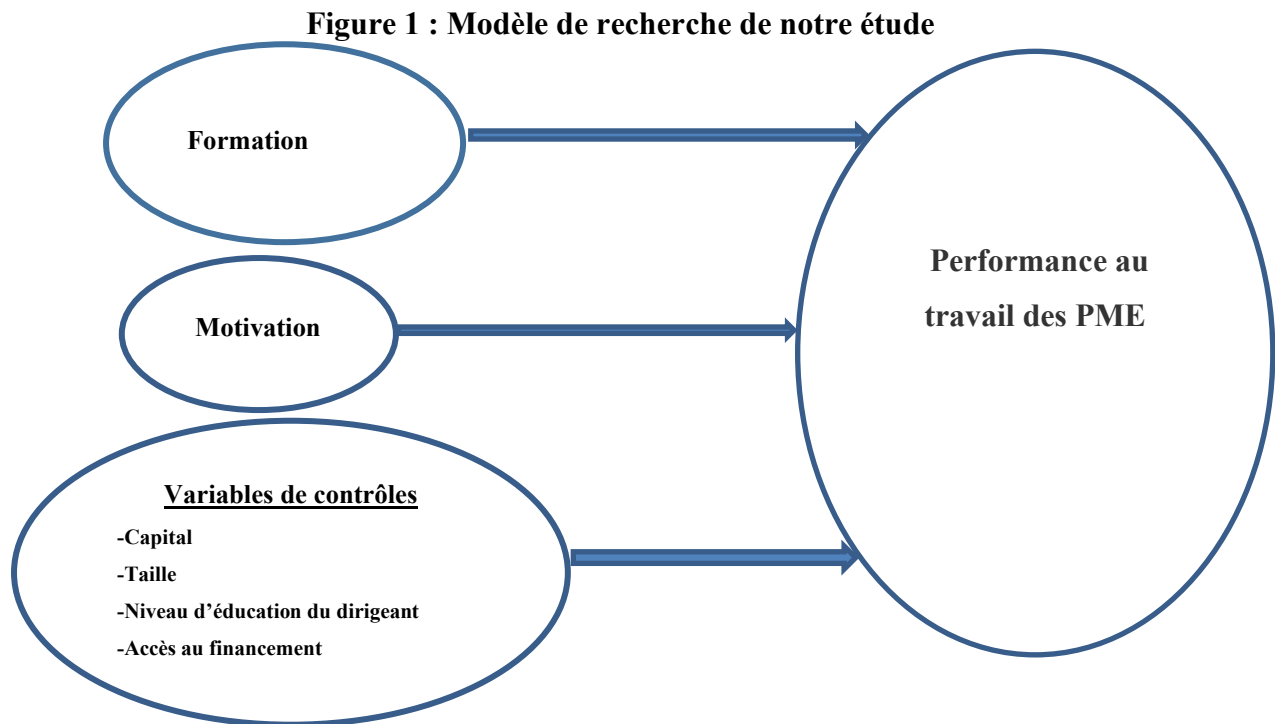 Figure 1 : Modèle de recherche de notre étude
Formation
Motivation
Performance au
travail des PME
Variables de contrôles
-Capital
-Taille
-Niveau d’éducation du dirigeant
-Accès au financement